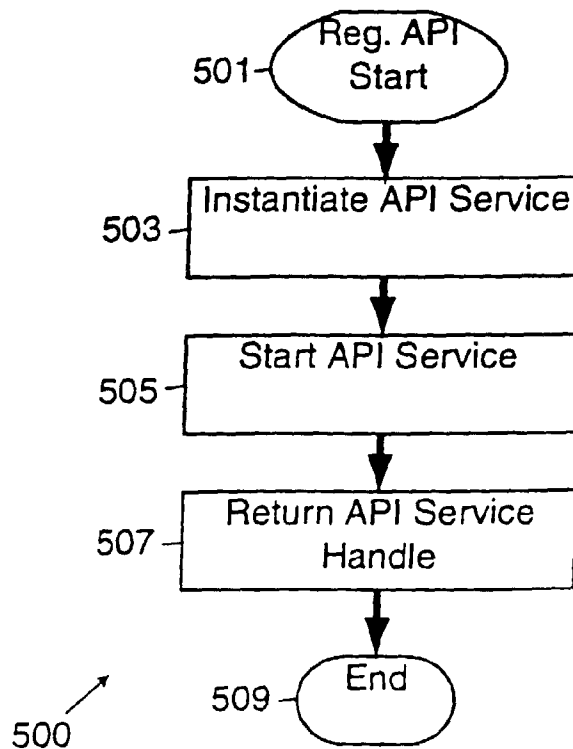 Reg. API
Start
501
Instantiate API Service
503
Start API Service
505
Return API Service
Handle
507
End
509
500